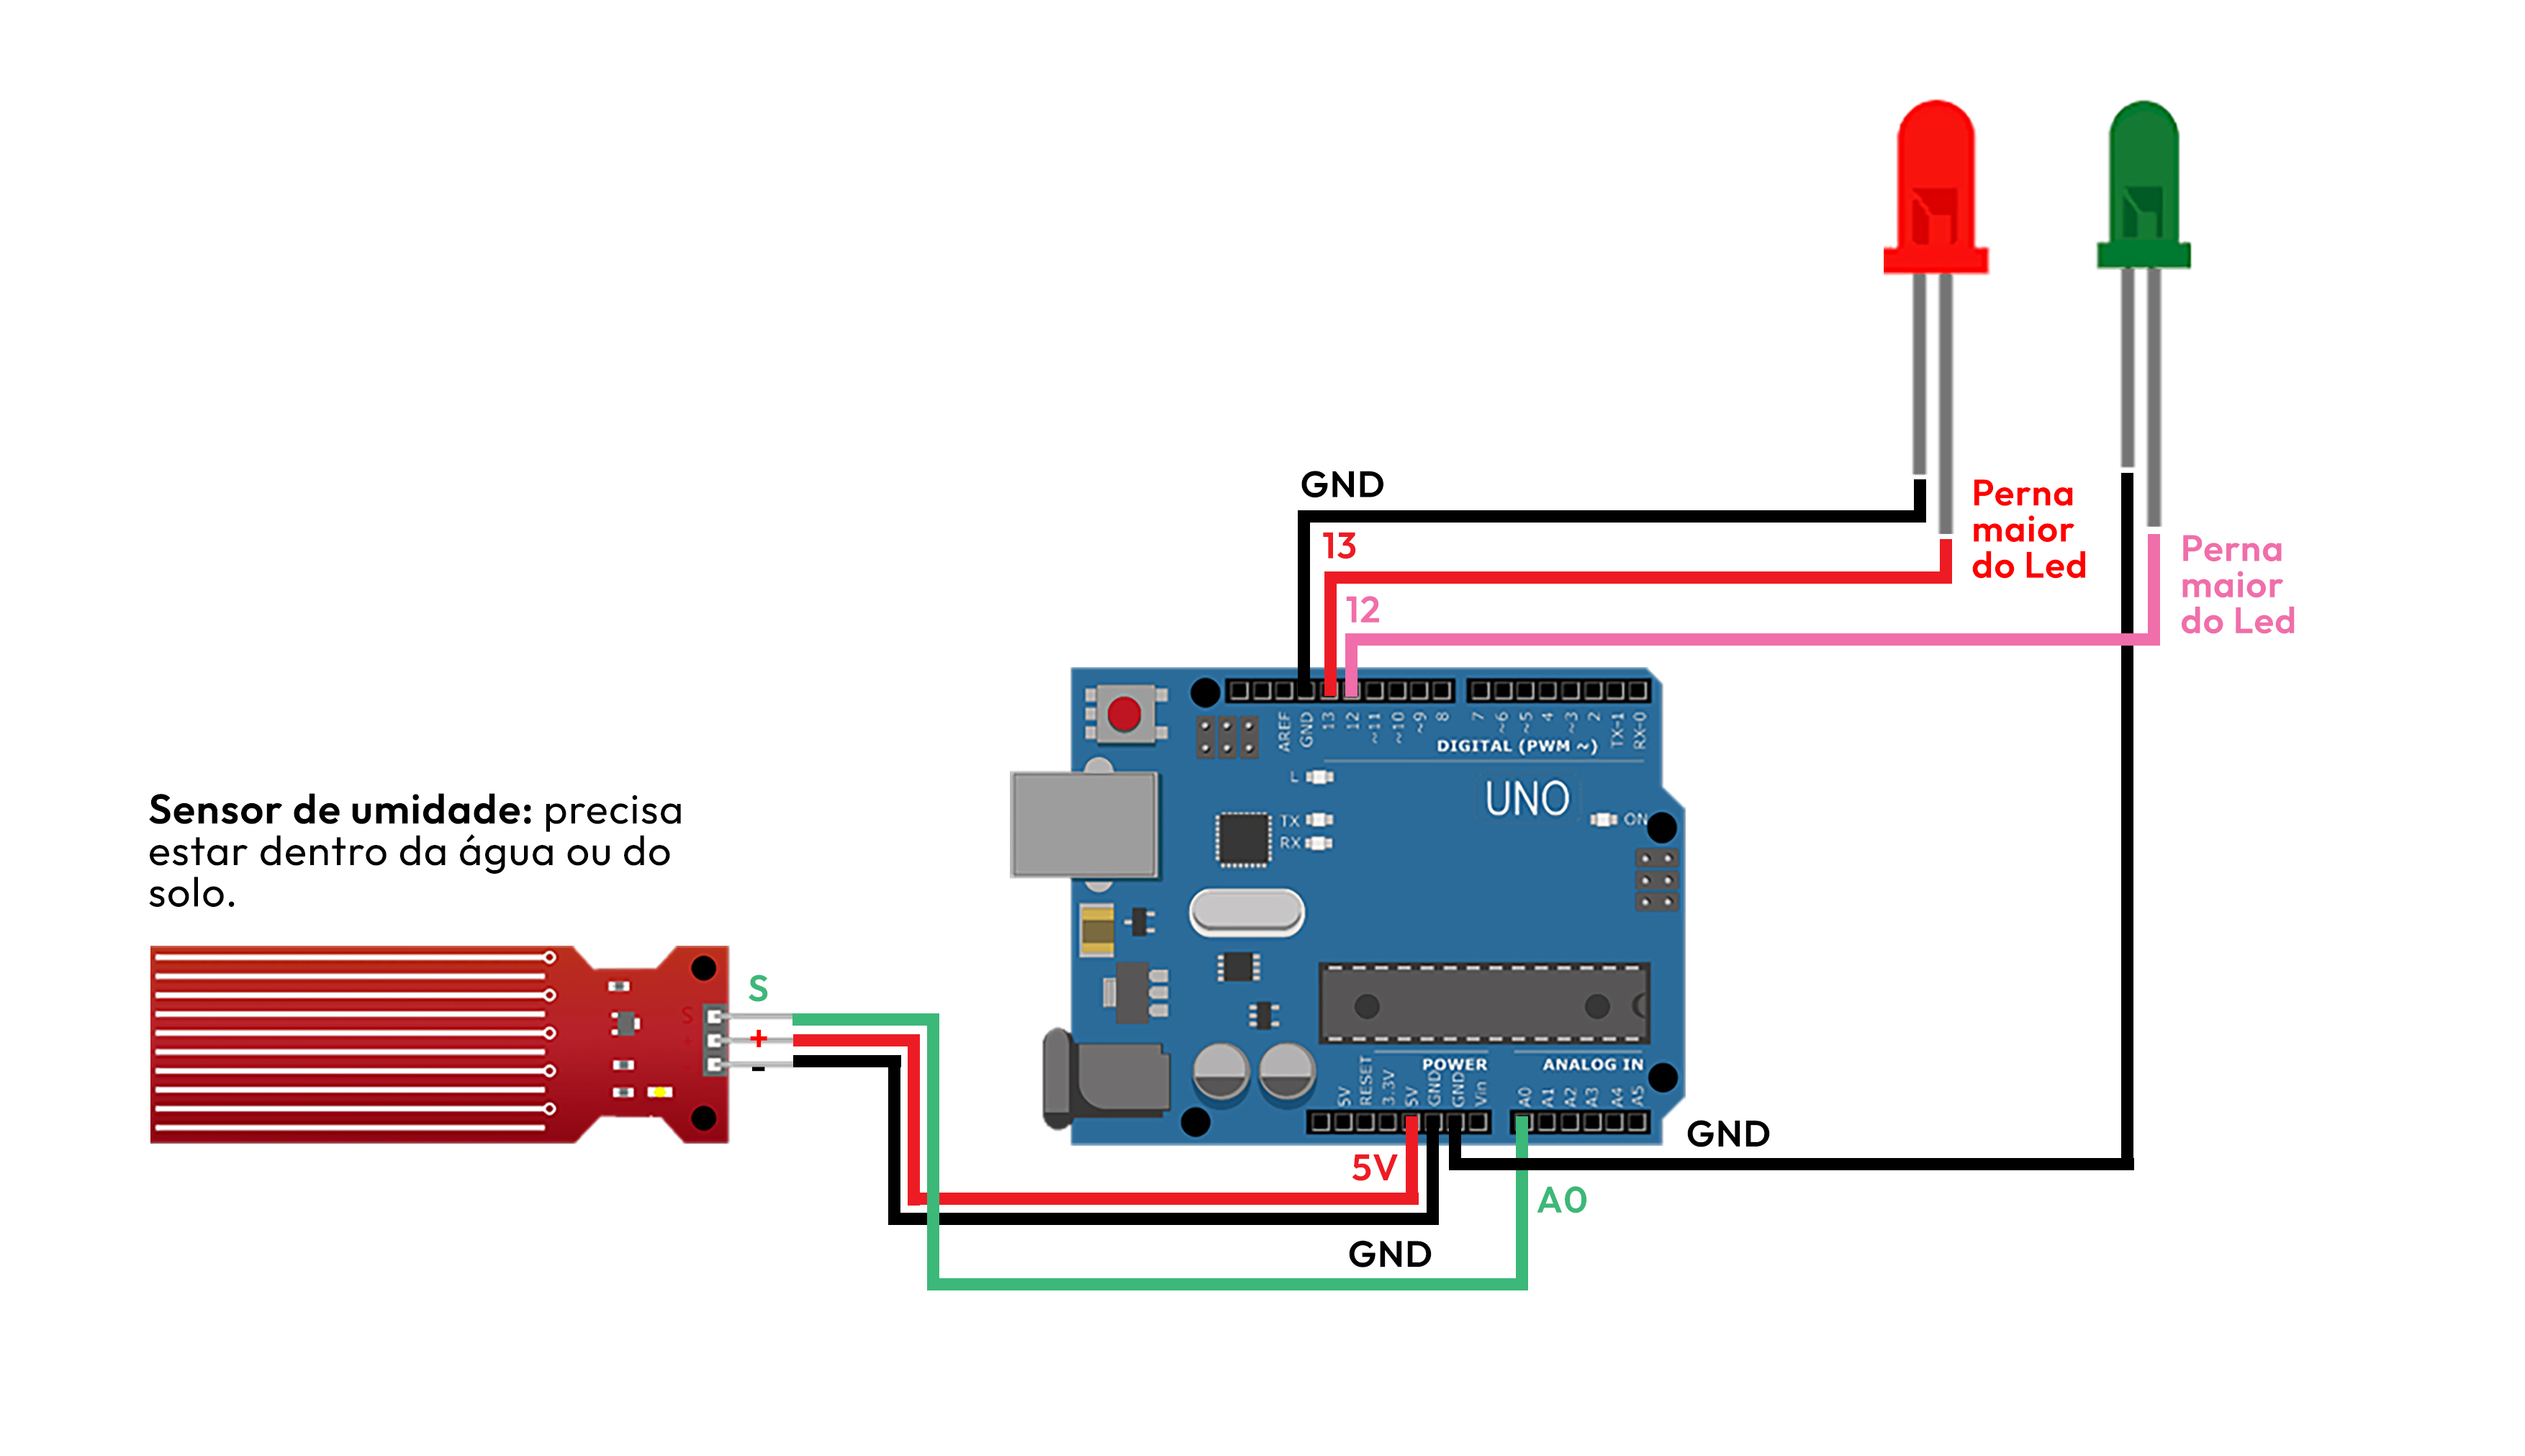 GND
13
12
Perna
maior
do Led
Perna
maior
do Led
AREF
GND
13
12
~11
~10
~9
8
7
~6
~5
4
~3
2
TX-1
RX-0
DIGITAL (PWM ~)
L
UNO
TX
RX
ON
Sensor de umidade: precisa
estar dentro da água ou do
solo.
S
S
+
+
-
POWER
ANALOG IN
5V
RESET
3.3V
5V
GND
GND
Vin
A0
A1
A2
A3
A4
A5
GND
5V
A0
GND